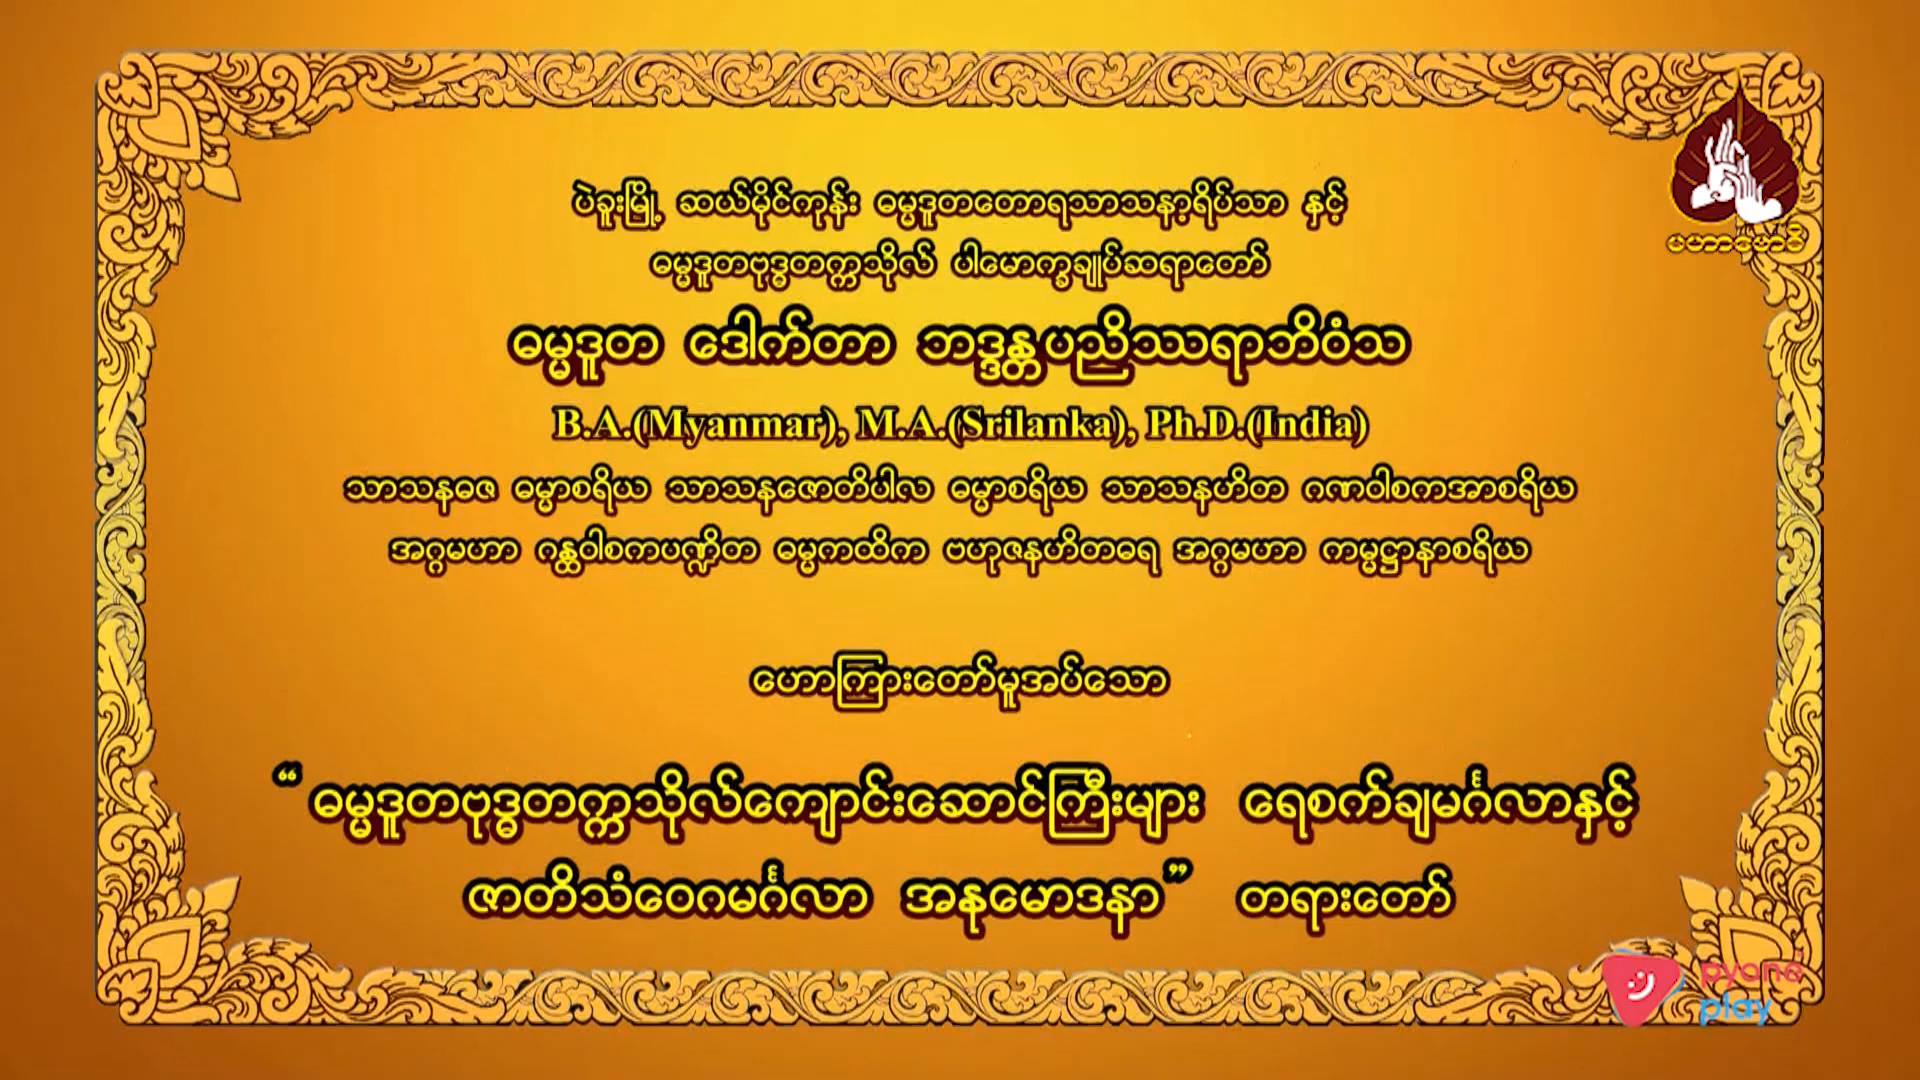 ပဲခူးမြို့ ဆယ်မိုင်ကုန်း ဓမ္မဒူတတောရသာသနာ့ရိပ်သာ နှင့်
ဓမ္မဒူတဗုဒ္ဓတက္ကသိုလ် ပါမောက္ခချုပ်ဆရာတော်
ဓမ္မဒူတ ဒေါက်တာ ဘဒ္ဒန္တပညိဿရာဘိဝံသ
B.A.(Myanmar), M.A.(Srilanka), Ph.D.(India)
သာသနဓဇ ဓမ္မာစရိယ သာသနဇောတိပါလ ဓမ္မာစရိယ သာသနဟိတ ဂဏဝါစကအာစရိယ
အဂ္ဂမဟာ ဂန္ထဝါစကပဏ္ဍိတ ဓမ္မကထိက ဗဟုဇနဟိတဓရ အဂ္ဂမဟာ ကမ္မဋ္ဌာနာစရိယ
ဟောကြားတော်မူအပ်သော
“ ဓမ္မဒူတဗုဒ္ဓတက္ကသိုလ်ကျောင်းဆောင်ကြီးများ ရေစက်ချမင်္ဂလာနှင့်
ဇာတိသံဝေဂမင်္ဂလာ အနုမောဒနာ” တရားတော်
မဟာဗောဓိ
pyone
play